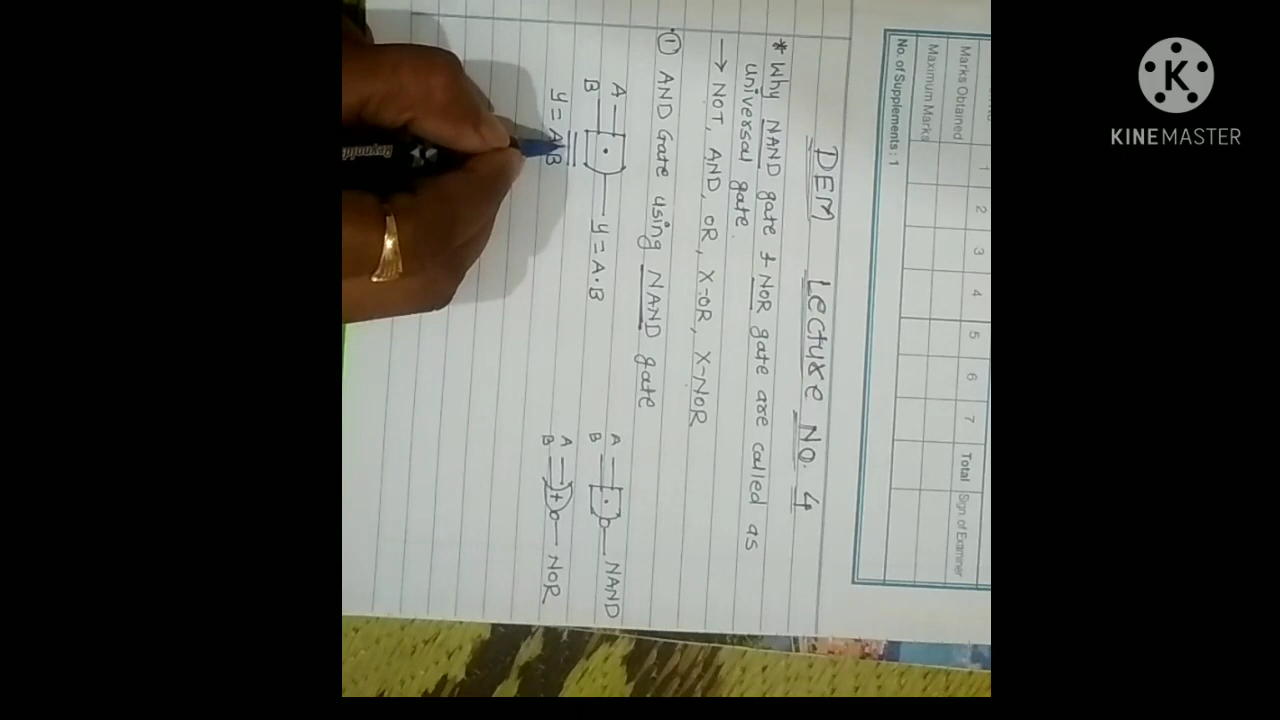 KINEMASTER
1 2 3 4 5 6 7 Total Sign of Examiner
Marks Obtained
Maximum Marks
No. of Supplements : 1
DEM Lecture No. 4
* Why NAND gate & NOR gate are called as
universal gate.
→ NOT, AND, OR, X-OR, X-NOR
① AND Gate using NAND gate
A
B
y = A·B
y = A·B
A
B
NAND
A
B
NOR
Reynolds